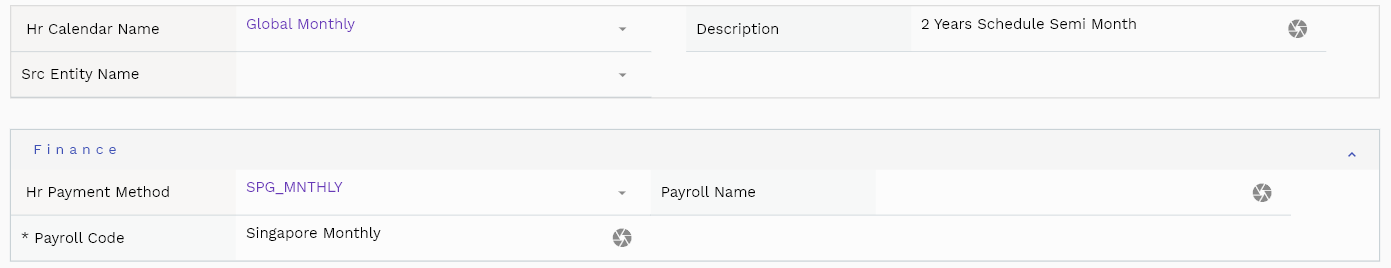 Hr Calendar Name Global Monthly Description 2 Years Schedule Semi Month
Src Entity Name
Finance
Hr Payment Method SPG_MNTHLY Payroll Name
* Payroll Code Singapore Monthly